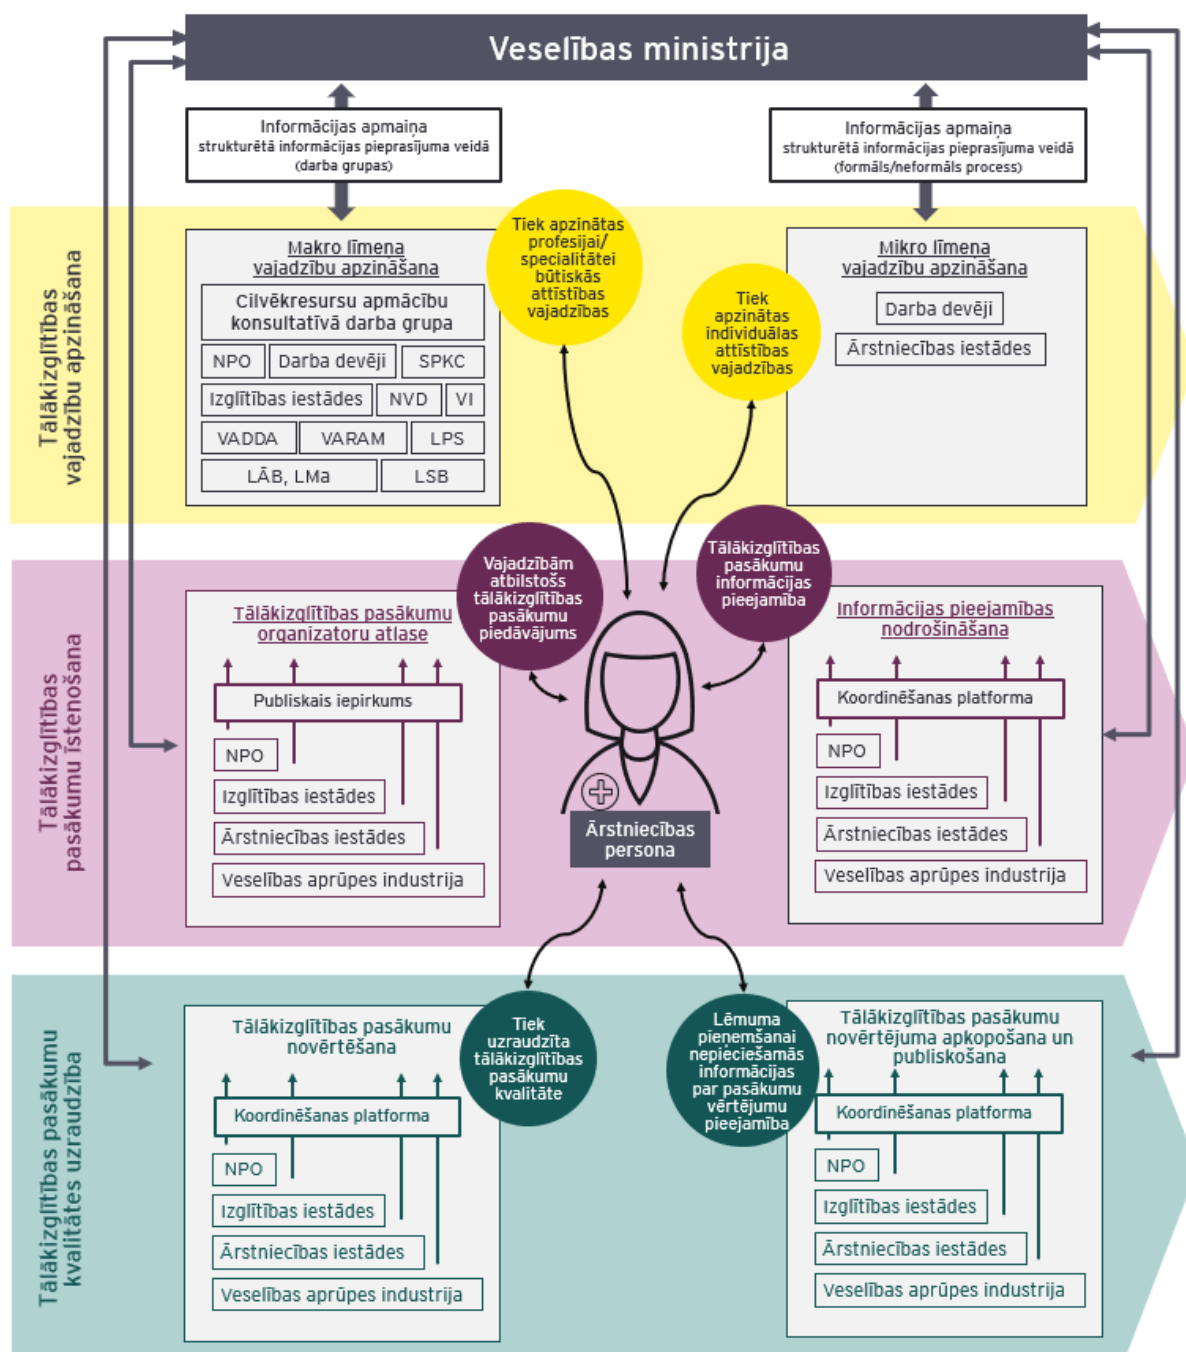 Veselības ministrija
Informācijas apmaiņa
strukturētā informācijas pieprasījuma veidā
(darba grupas)
Informācijas apmaiņa
strukturētā informācijas pieprasījuma veidā
(formāls/neformāls process)
Tālākizglītības
vajadzību apzināšana
Makro līmeņa
vajadzību apzināšana
Cilvēkresursu apmācību
konsultatīvā darba grupa
NPO
Darba devēji
SPKC
Izglītības iestādes
NVD
VI
VADDA
VARAM
LPS
LĀB, LMa
LSB
Tiek apzinātas
profesijai/
specialitātei
būtiskās
attīstības
vajadzības
Tiek
apzinātas
individuālas
attīstības
vajadzības
Mikro līmeņa
vajadzību apzināšana
Darba devēji
Ārstniecības iestādes
Tālākizglītības
pasākumu īstenošana
Tālākizglītības pasākumu
organizatoru atlase
Publiskais iepirkums
NPO
Izglītības iestādes
Ārstniecības iestādes
Veselības aprūpes industrija
Vajadzībām
atbilstošs
tālākizglītības
pasākumu
piedāvājums
Tālākizglītības
pasākumu
informācijas
pieejamība
Ārstniecības
persona
Informācijas pieejamības
nodrošināšana
Koordinēšanas platforma
NPO
Izglītības iestādes
Ārstniecības iestādes
Veselības aprūpes industrija
Tālākizglītības pasākumu
kvalitātes uzraudzība
Tālākizglītības pasākumu
novērtēšana
Koordinēšanas platforma
NPO
Izglītības iestādes
Ārstniecības iestādes
Veselības aprūpes industrija
Tiek
uzraudzīta
tālākizglītības
pasākumu
kvalitāte
Lēmuma
pieņemšanai
nepieciešamās
informācijas
par pasākumu
vērtējumu
pieejamība
Tālākizglītības pasākumu
novērtējuma apkopošana un
publiskošana
Koordinēšanas platforma
NPO
Izglītības iestādes
Ārstniecības iestādes
Veselības aprūpes industrija